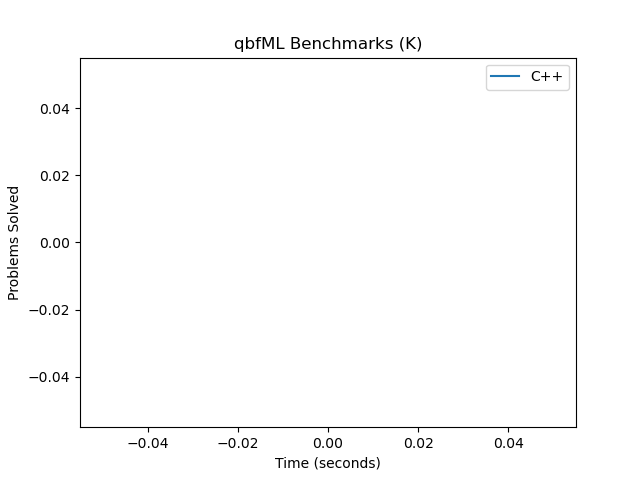 qbfML Benchmarks (K)
C++
0.04
0.02
0.00
−0.02
−0.04
Problems Solved
−0.04 −0.02 0.00 0.02 0.04
Time (seconds)